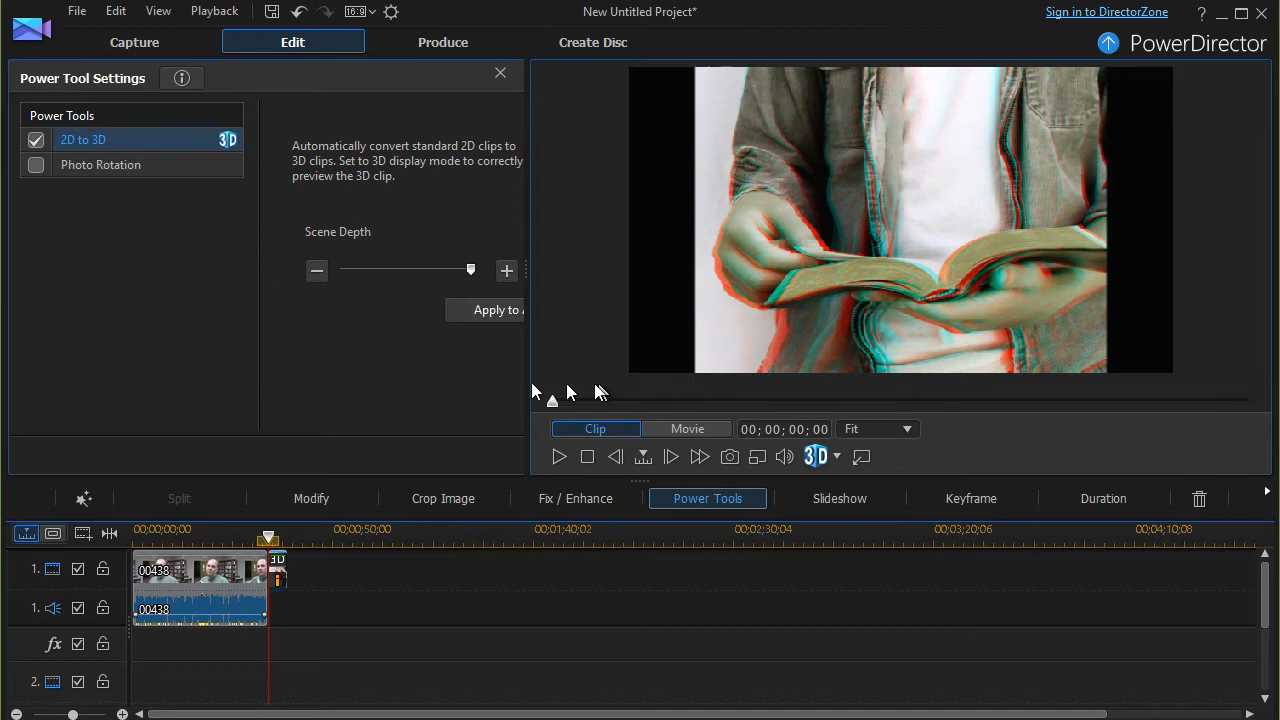 File Edit View Playback 16:9 New Untitled Project* Sign in to DirectorZone ?
Capture Edit Produce Create Disc PowerDirector
Power Tool Settings
Power Tools
2D to 3D 3D
Photo Rotation
Automatically convert standard 2D clips to
3D clips. Set to 3D display mode to correctly
preview the 3D clip.
Scene Depth
Apply to A
Clip Movie 00; 00; 00; 00 Fit
3D
Split Modify Crop Image Fix / Enhance Power Tools Slideshow Keyframe Duration
00;00;00;00 00;00;50;00 00;01;40;02 00;02;30;04 00;03;20;06 00;04;10;08
1. 00438 3D
1. 00438
fx
2.